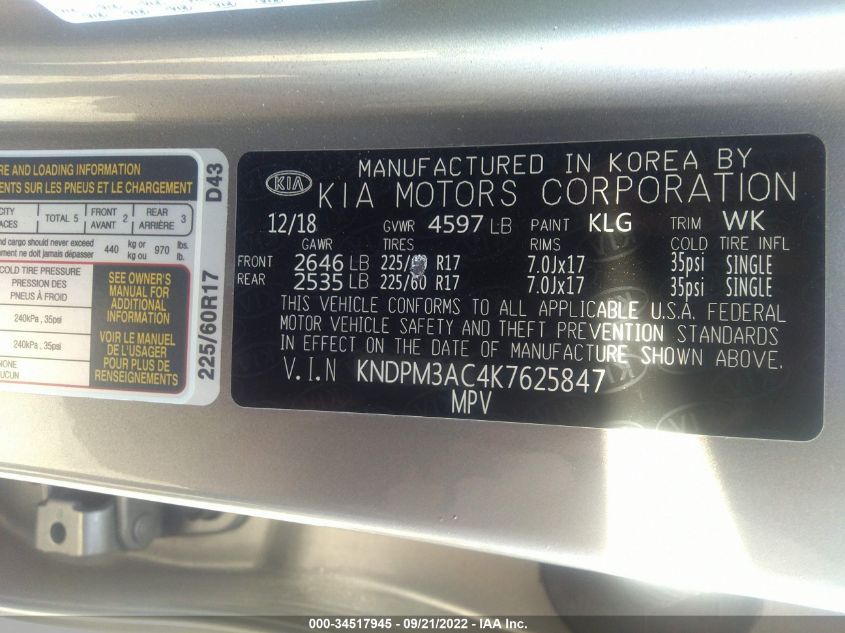 RE AND LOADING INFORMATION
ENTS SUR LES PNEUS ET LE CHARGEMENT
CITY TOTAL 5 FRONT 2 REAR 3
ACES AVANT ARRIÈRE
nd cargo should never exceed 440 kg or 970 lbs.
ment ne doit jamais dépasser kg ou lb.
COLD TIRE PRESSURE
PRESSION DES
PNEUS À FROID
240kPa , 35psi
240kPa , 35psi
SEE OWNER'S
MANUAL FOR
ADDITIONAL
INFORMATION
VOIR LE MANUEL
DE L'USAGER
POUR PLUS DE
RENSEIGNEMENTS
225/60R17 D43
MANUFACTURED IN KOREA BY
KIA KIA MOTORS CORPORATION
12/18 GVWR 4597 LB PAINT KLG TRIM WK
GAWR TIRES RIMS COLD TIRE INFL
FRONT 2646 LB 225/ R17 7.0Jx17 35psi SINGLE
REAR 2535 LB 225/60 R17 7.0Jx17 35psi SINGLE
THIS VEHICLE CONFORMS TO ALL APPLICABLE U.S.A. FEDERAL
MOTOR VEHICLE SAFETY AND THEFT PREVENTION STANDARDS
IN EFFECT ON THE DATE OF MANUFACTURE SHOWN ABOVE.
V.I.N KNDPM3AC4K7625847
MPV
000-34517945 - 09/21/2022 - IAA Inc.